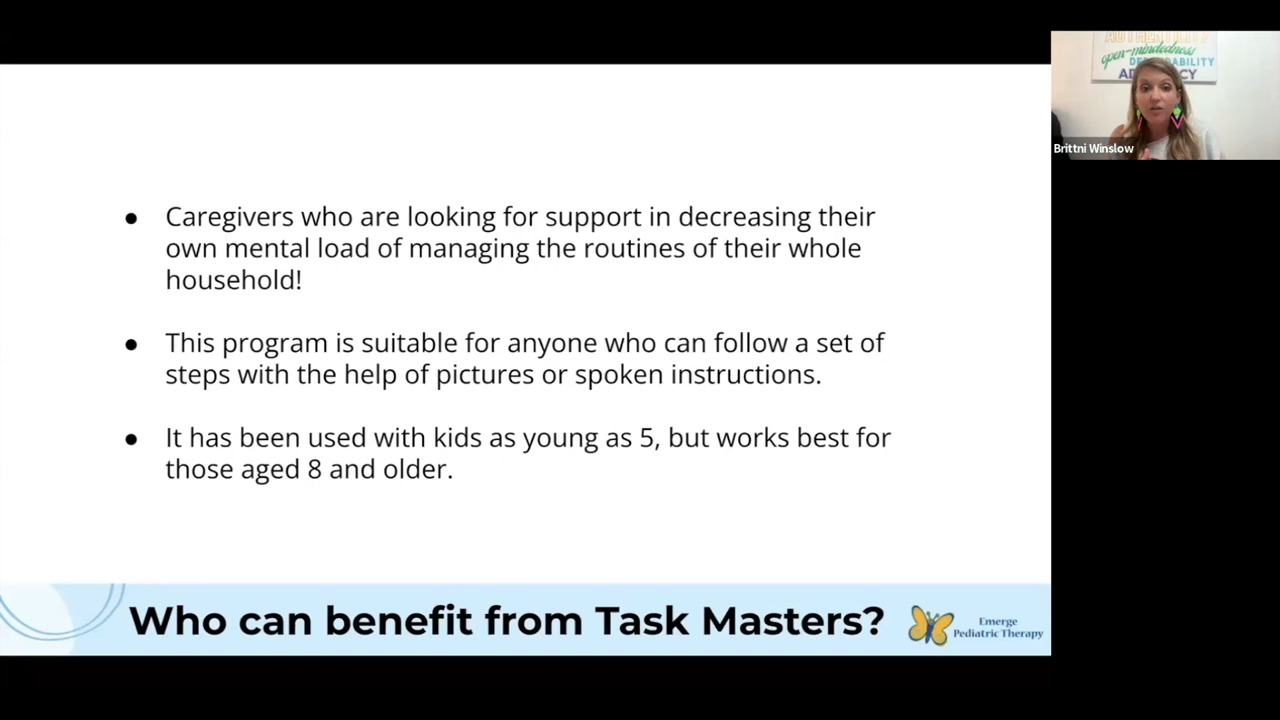 ● Caregivers who are looking for support in decreasing their
own mental load of managing the routines of their whole
household!
● This program is suitable for anyone who can follow a set of
steps with the help of pictures or spoken instructions.
● It has been used with kids as young as 5, but works best for
those aged 8 and older.
Who can benefit from Task Masters?
Emerge
Pediatric Therapy
open-mindedness
Brittni Winslow